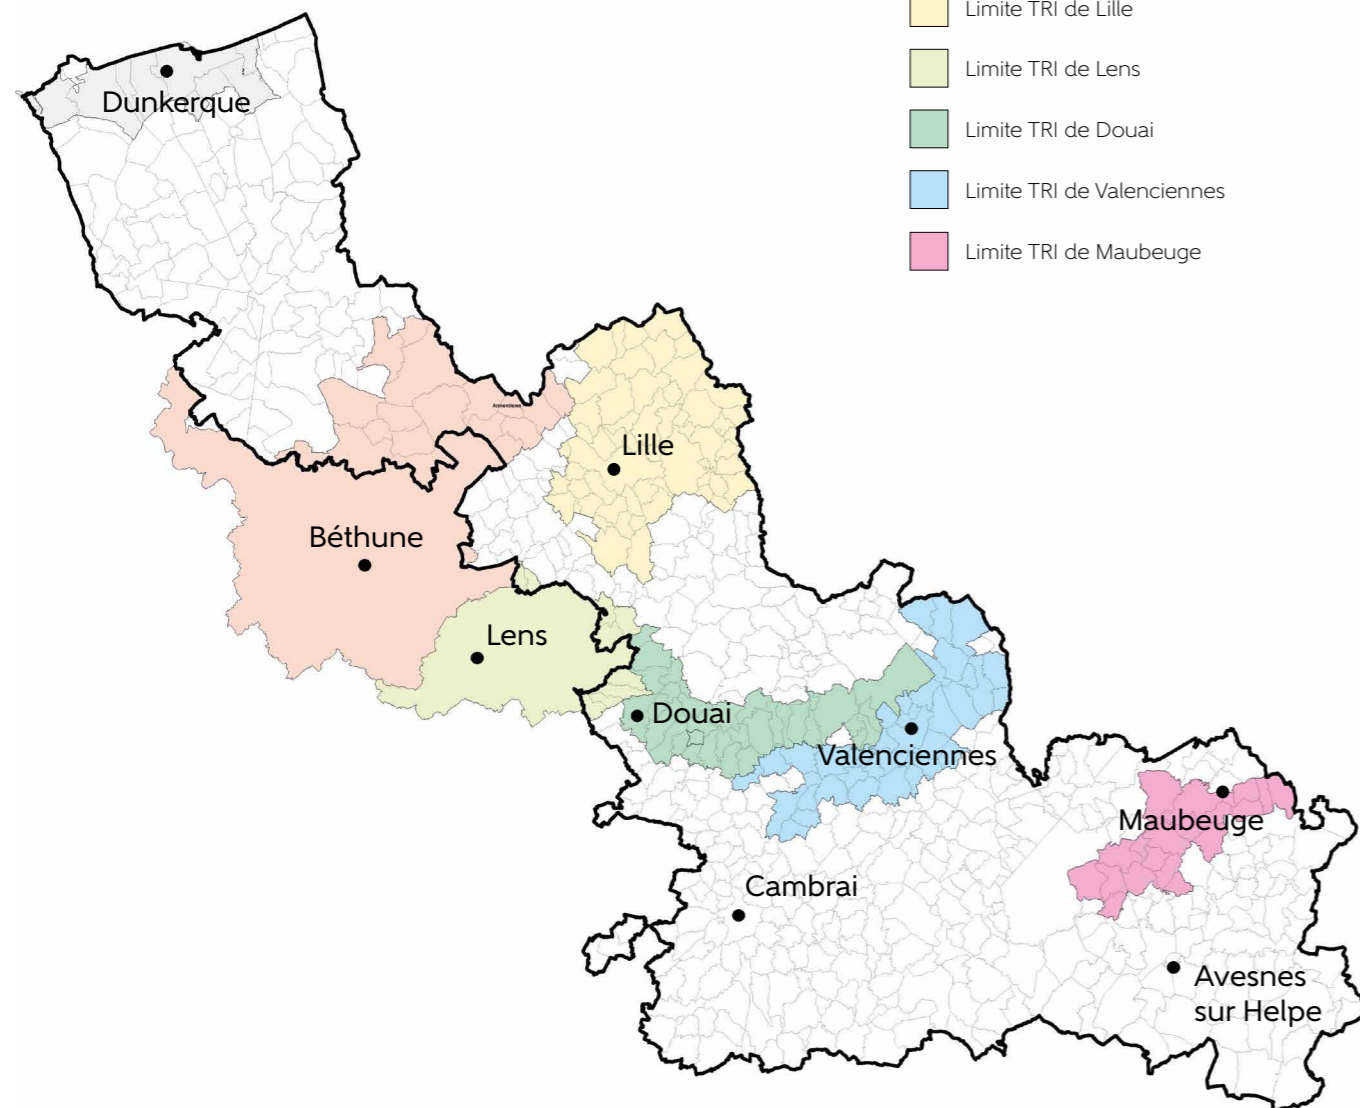 Limite TRI de Lille
Limite TRI de Lens
Limite TRI de Douai
Limite TRI de Valenciennes
Limite TRI de Maubeuge
Dunkerque
Armentières
Lille
Béthune
Lens
Douai
Valenciennes
Maubeuge
Cambrai
Avesnes
sur Helpe